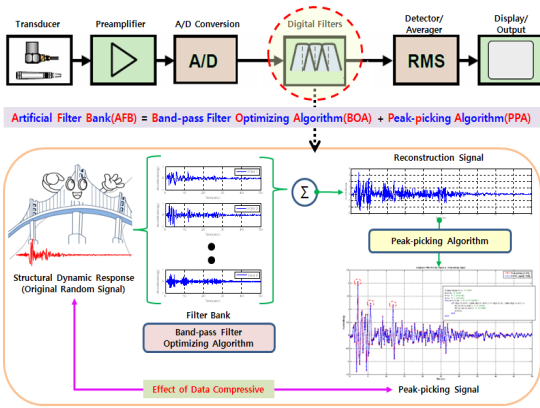 Transducer
Preamplifier
A/D Conversion
Digital Filters
Detector/
Averager
Display/
Output
A/D
RMS
Artificial Filter Bank(AFB) = Band-pass Filter Optimizing Algorithm(BOA) + Peak-picking Algorithm(PPA)
Reconstruction Signal
Σ
Peak-picking Algorithm
Structural Dynamic Response
(Original Random Signal)
Filter Bank
Band-pass Filter
Optimizing Algorithm
Effect of Data Compressive
Peak-picking Signal